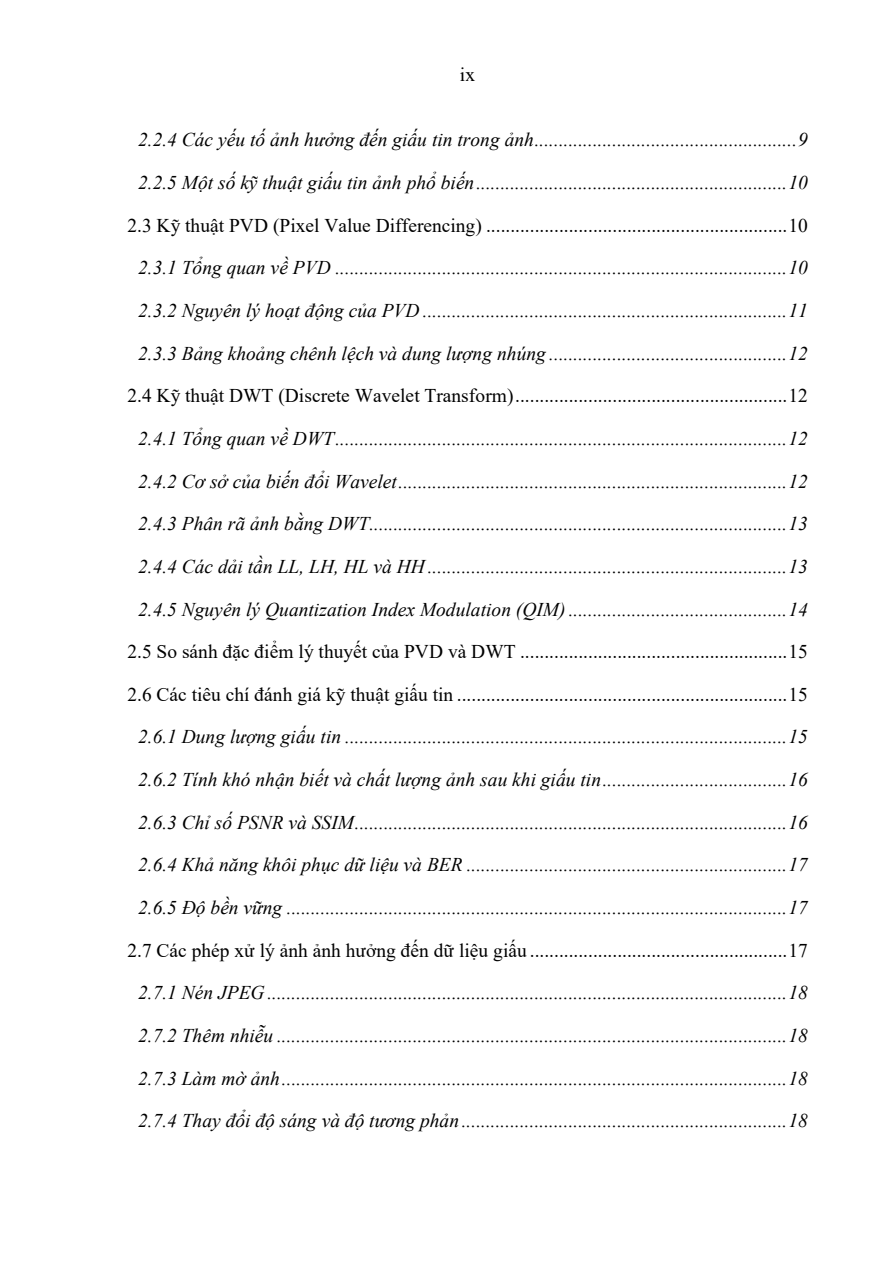 ix
2.2.4 Các yếu tố ảnh hưởng đến giấu tin trong ảnh......................................................9
2.2.5 Một số kỹ thuật giấu tin ảnh phổ biến................................................................10
2.3 Kỹ thuật PVD (Pixel Value Differencing) ..............................................................10
2.3.1 Tổng quan về PVD .............................................................................................10
2.3.2 Nguyên lý hoạt động của PVD ...........................................................................11
2.3.3 Bảng khoảng chênh lệch và dung lượng nhúng .................................................12
2.4 Kỹ thuật DWT (Discrete Wavelet Transform)........................................................12
2.4.1 Tổng quan về DWT.............................................................................................12
2.4.2 Cơ sở của biến đổi Wavelet................................................................................12
2.4.3 Phân rã ảnh bằng DWT......................................................................................13
2.4.4 Các dải tần LL, LH, HL và HH ..........................................................................13
2.4.5 Nguyên lý Quantization Index Modulation (QIM) .............................................14
2.5 So sánh đặc điểm lý thuyết của PVD và DWT .......................................................15
2.6 Các tiêu chí đánh giá kỹ thuật giấu tin ....................................................................15
2.6.1 Dung lượng giấu tin ...........................................................................................15
2.6.2 Tính khó nhận biết và chất lượng ảnh sau khi giấu tin......................................16
2.6.3 Chỉ số PSNR và SSIM.........................................................................................16
2.6.4 Khả năng khôi phục dữ liệu và BER ..................................................................17
2.6.5 Độ bền vững .......................................................................................................17
2.7 Các phép xử lý ảnh ảnh hưởng đến dữ liệu giấu .....................................................17
2.7.1 Nén JPEG ...........................................................................................................18
2.7.2 Thêm nhiễu .........................................................................................................18
2.7.3 Làm mờ ảnh........................................................................................................18
2.7.4 Thay đổi độ sáng và độ tương phản...................................................................18